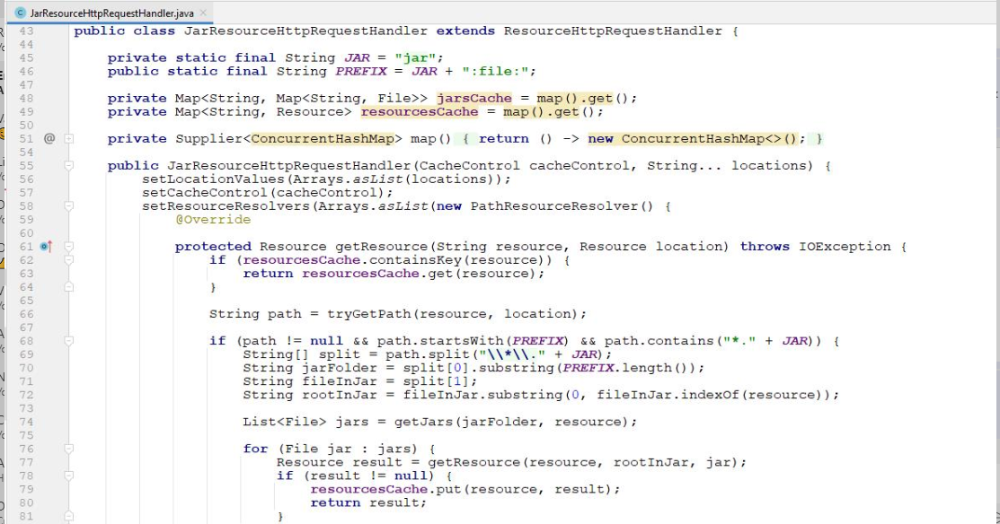 JarResourceHttpRequestHandler.java
43 public class JarResourceHttpRequestHandler extends ResourceHttpRequestHandler {
44
45     private static final String JAR = "jar";
46     public static final String PREFIX = JAR + ":file:";
47
48     private Map<String, Map<String, File>> jarsCache = map().get();
49     private Map<String, Resource> resourcesCache = map().get();
50
51 @   private Supplier<ConcurrentHashMap> map() { return () -> new ConcurrentHashMap<>(); }
54
55     public JarResourceHttpRequestHandler(CacheControl cacheControl, String... locations) {
56         setLocationValues(Arrays.asList(locations));
57         setCacheControl(cacheControl);
58         setResourceResolvers(Arrays.asList(new PathResourceResolver() {
59             @Override
60
61             protected Resource getResource(String resource, Resource location) throws IOException {
62                 if (resourcesCache.containsKey(resource)) {
63                     return resourcesCache.get(resource);
64                 }
65
66                 String path = tryGetPath(resource, location);
67
68                 if (path != null && path.startsWith(PREFIX) && path.contains("*." + JAR)) {
69                     String[] split = path.split("\\*\\." + JAR);
70                     String jarFolder = split[0].substring(PREFIX.length());
71                     String fileInJar = split[1];
72                     String rootInJar = fileInJar.substring(0, fileInJar.indexOf(resource));
73
74                     List<File> jars = getJars(jarFolder, resource);
75
76                     for (File jar : jars) {
77                         Resource result = getResource(resource, rootInJar, jar);
78                         if (result != null) {
79                             resourcesCache.put(resource, result);
80                             return result;
81                         }